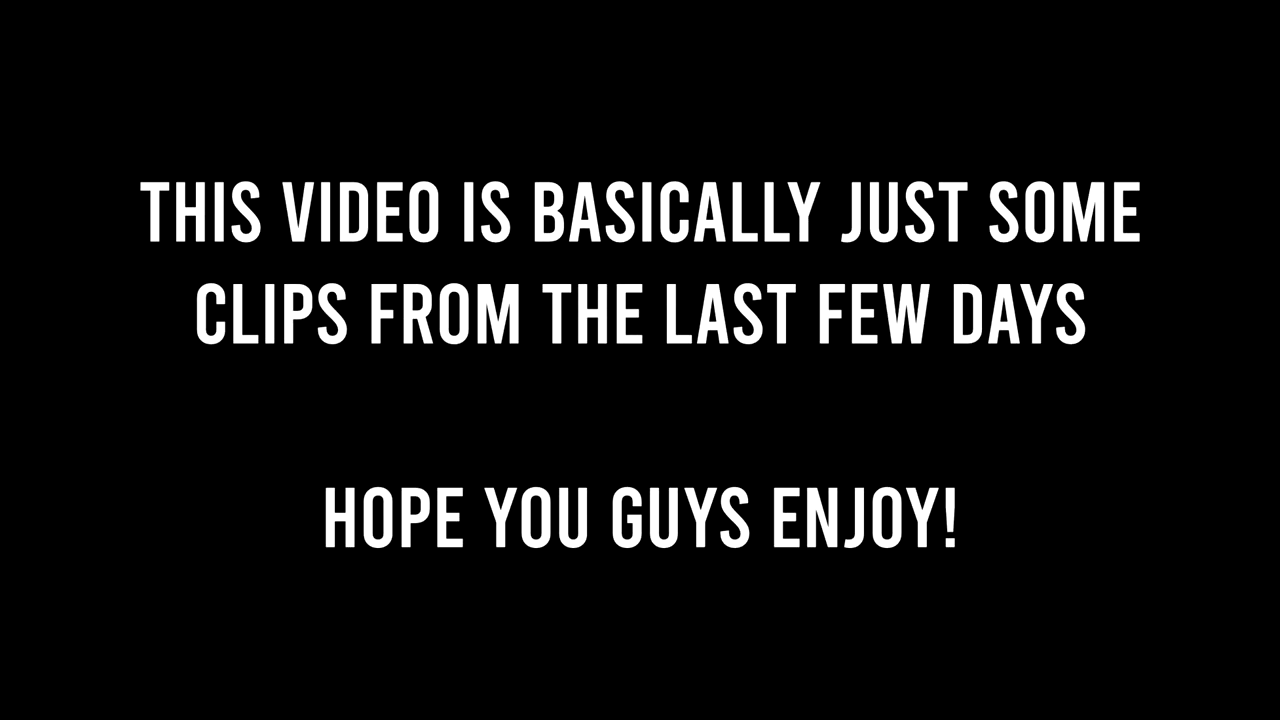 THIS VIDEO IS BASICALLY JUST SOME
CLIPS FROM THE LAST FEW DAYS
HOPE YOU GUYS ENJOY!